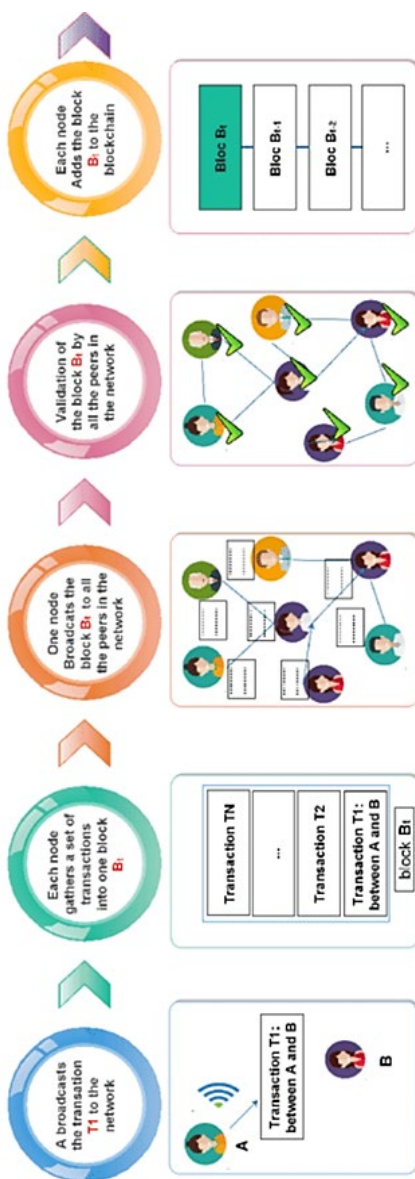 A broadcasts
the transation
T1 to the
network
Each node
gathers a set of
transactions
into one block
Bt
One node
Broadcats the
block Bt to all
the peers in the
network
Validation of
the block Bt by
all the peers in
the network
Each node
Adds the block
Bt to the
blockchain
A
Transaction T1:
between A and B
B
Transaction TN
...
Transaction T2
Transaction T1:
between A and B
block Bt
Bloc Bt
Bloc Bt-1
Bloc Bt-2
...